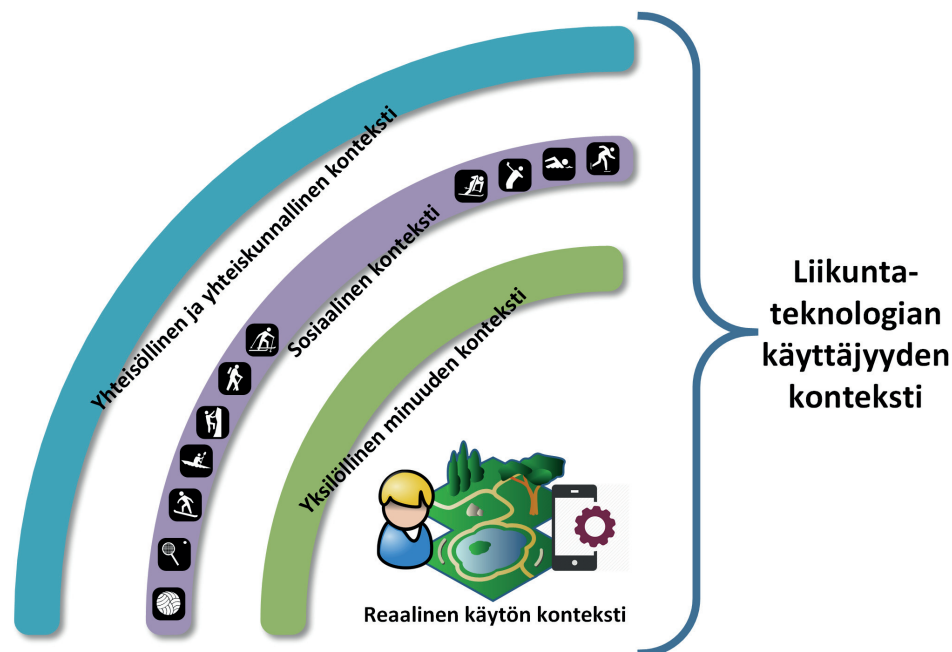 Yhteisöllinen ja yhteiskunnallinen konteksti
Sosiaalinen konteksti
Yksilöllinen minuuden konteksti
Reaalinen käytön konteksti
Liikunta-
teknologian
käyttäjyyden
konteksti